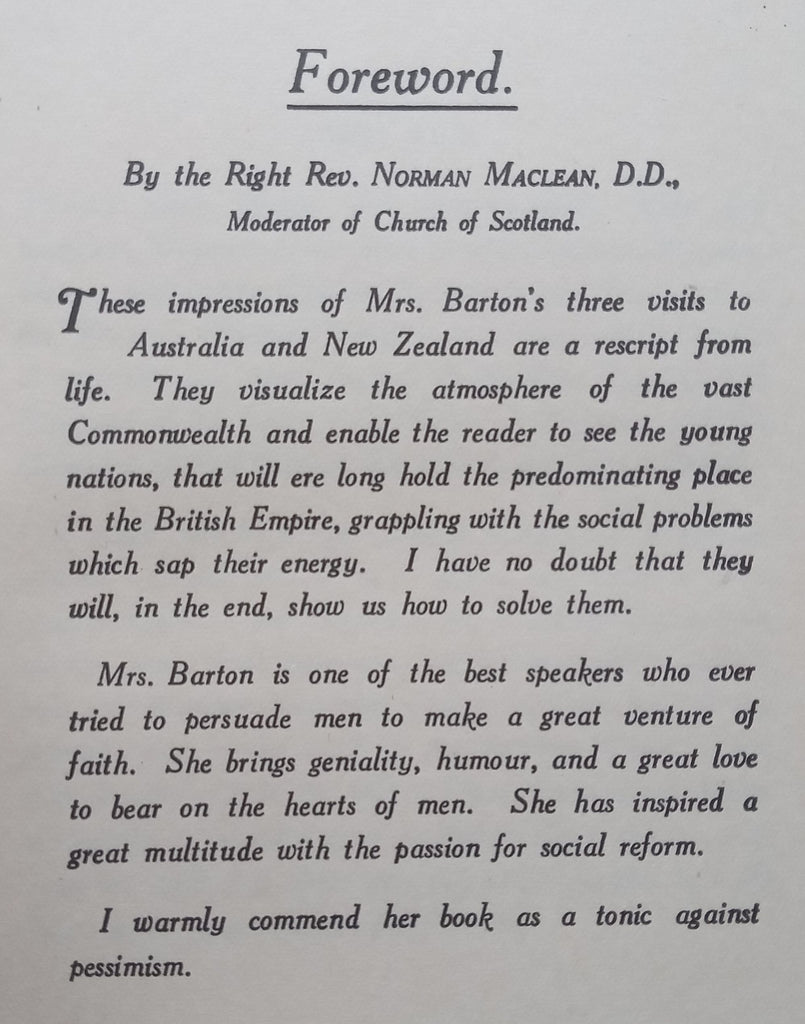 Foreword.
By the Right Rev. NORMAN MACLEAN, D.D.,
Moderator of Church of Scotland.
These impressions of Mrs. Barton's three visits to
Australia and New Zealand are a rescript from
life. They visualize the atmosphere of the vast
Commonwealth and enable the reader to see the young
nations, that will ere long hold the predominating place
in the British Empire, grappling with the social problems
which sap their energy. I have no doubt that they
will, in the end, show us how to solve them.
Mrs. Barton is one of the best speakers who ever
tried to persuade men to make a great venture of
faith. She brings geniality, humour, and a great love
to bear on the hearts of men. She has inspired a
great multitude with the passion for social reform.
I warmly commend her book as a tonic against
pessimism.